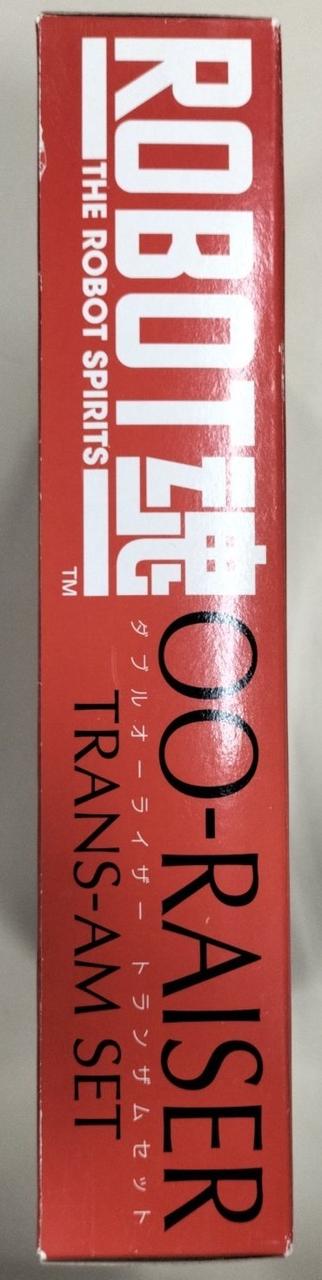 ROBOT魂
THE ROBOT SPIRITS
TM
OO-RAISER
ダブルオーライザー トランザムセット
TRANS-AM SET